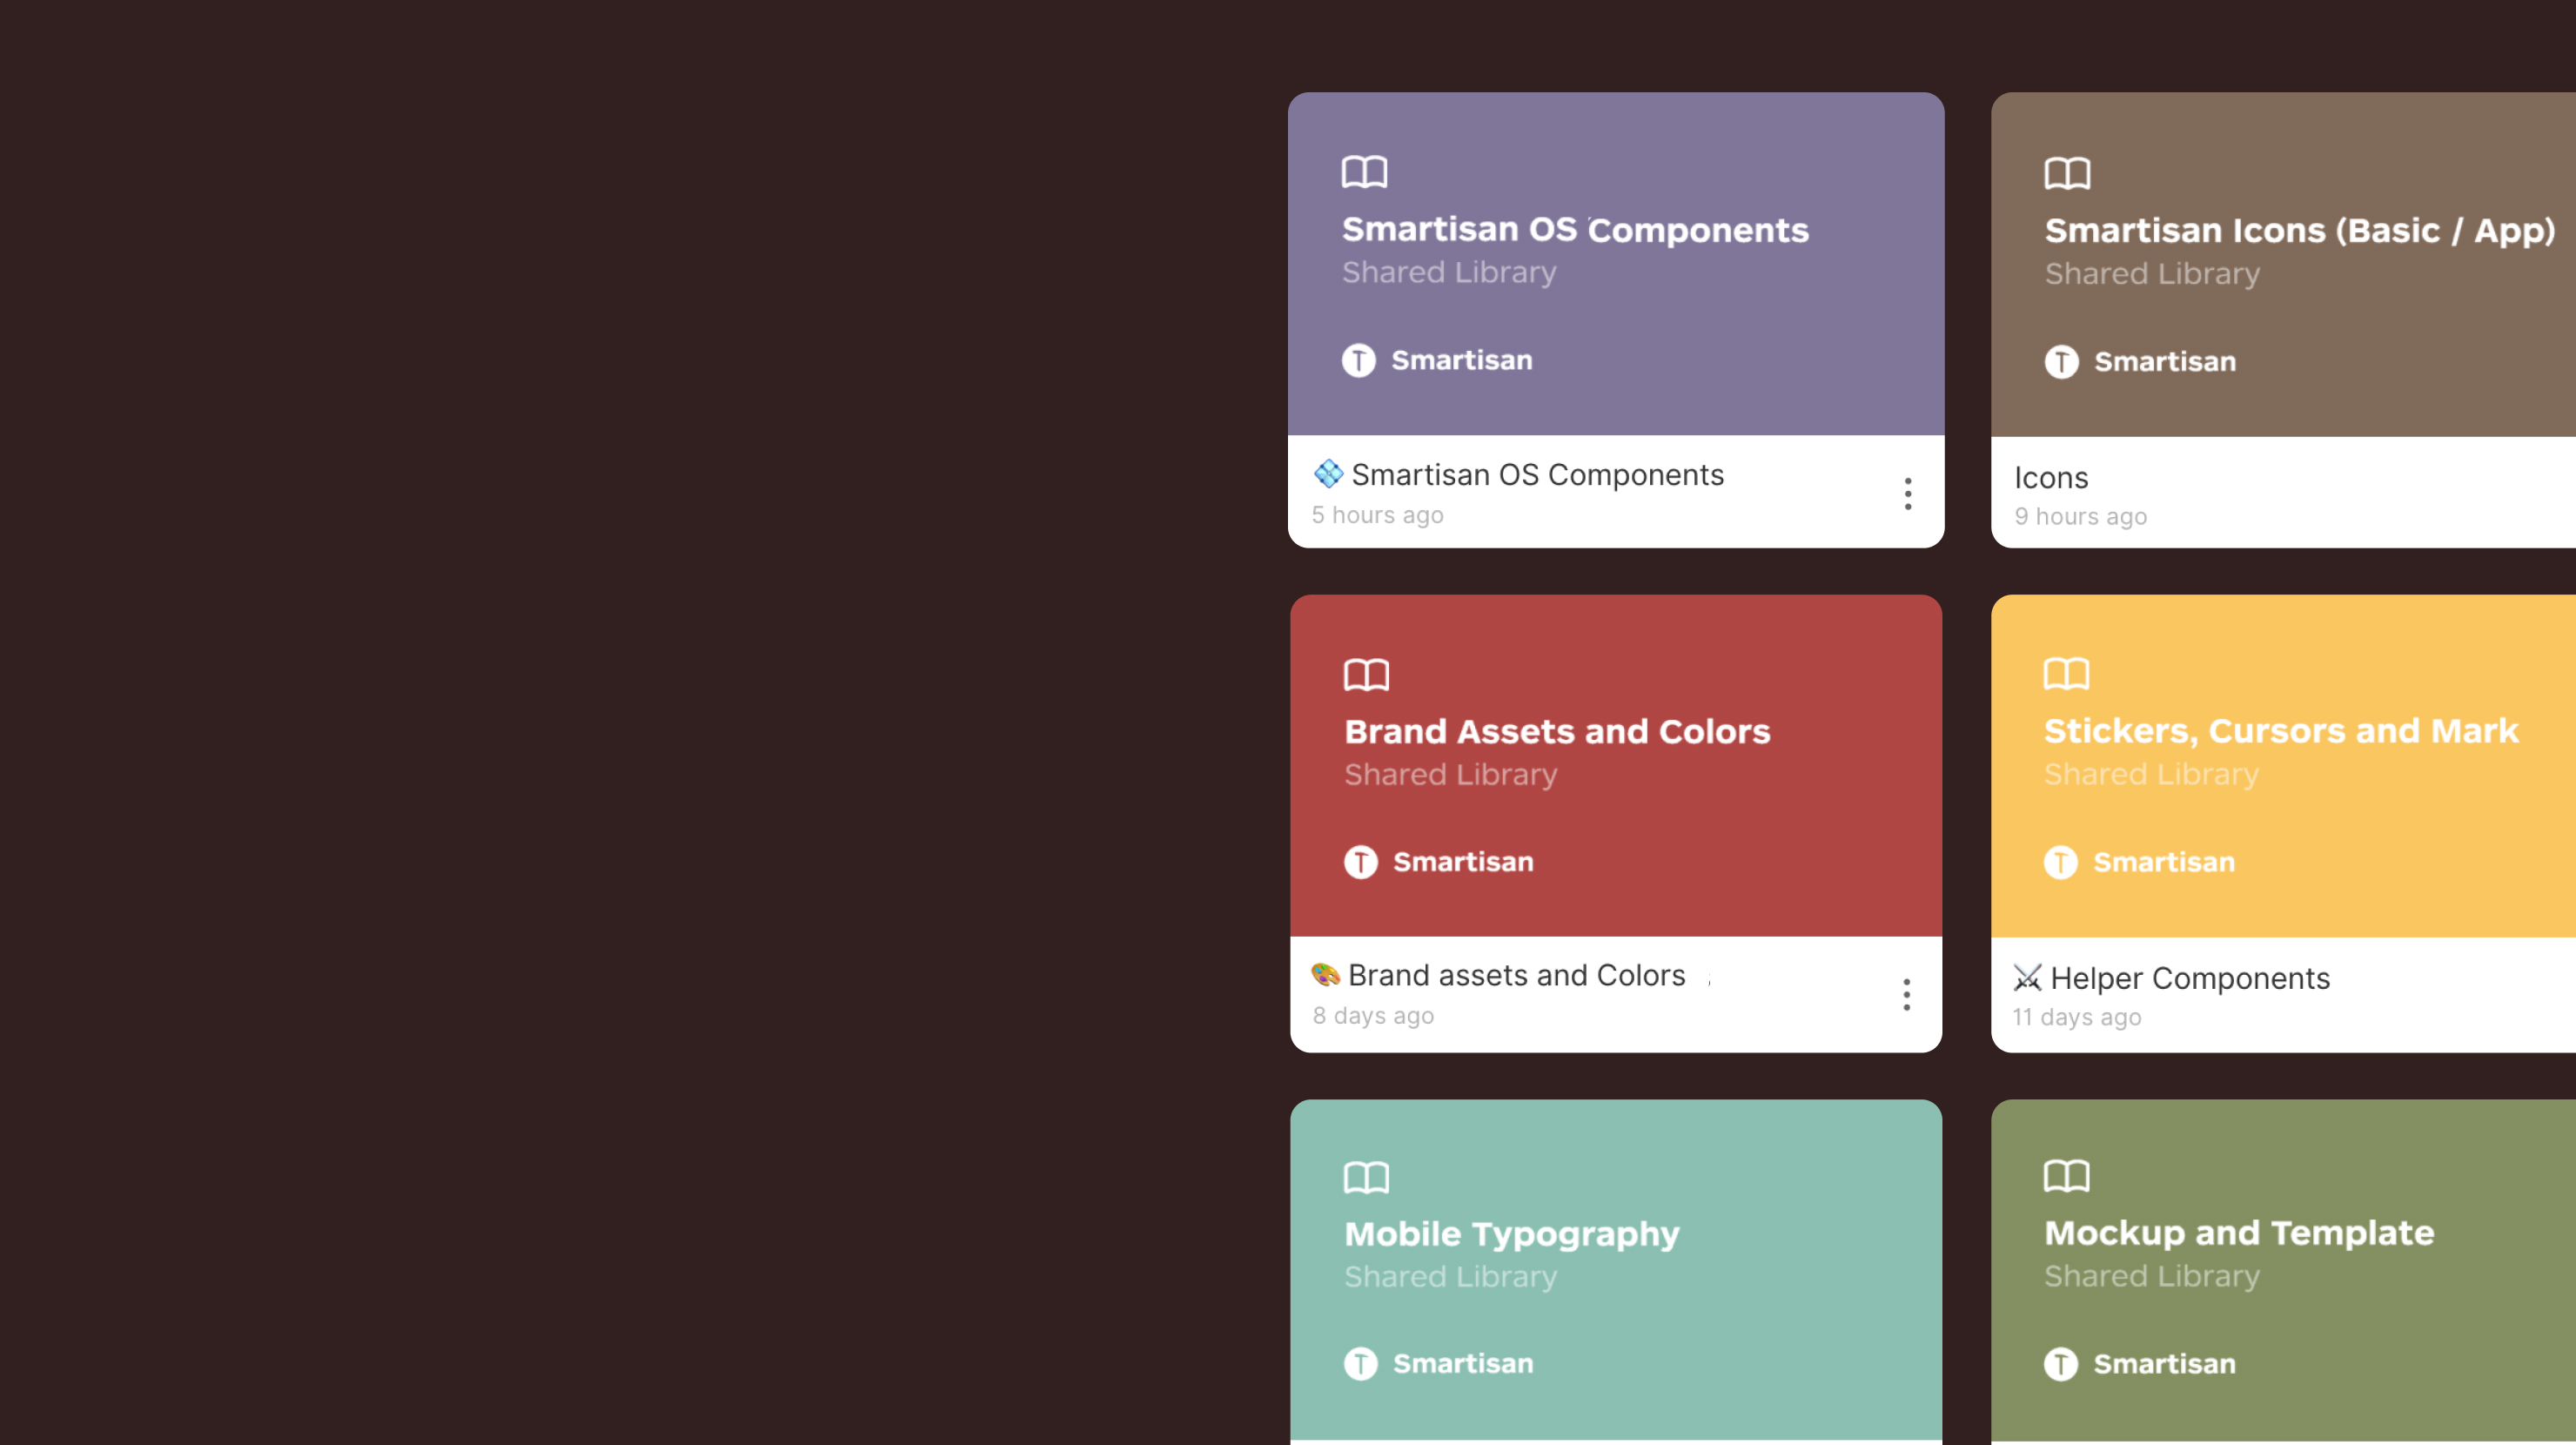 Smartisan OS Components
Shared Library
Smartisan
Smartisan OS Components
5 hours ago
Smartisan Icons (Basic / App)
Shared Library
Smartisan
Icons
9 hours ago
Brand Assets and Colors
Shared Library
Smartisan
Brand assets and Colors
8 days ago
Stickers, Cursors and Mark
Shared Library
Smartisan
Helper Components
11 days ago
Mobile Typography
Shared Library
Smartisan
Mockup and Template
Shared Library
Smartisan